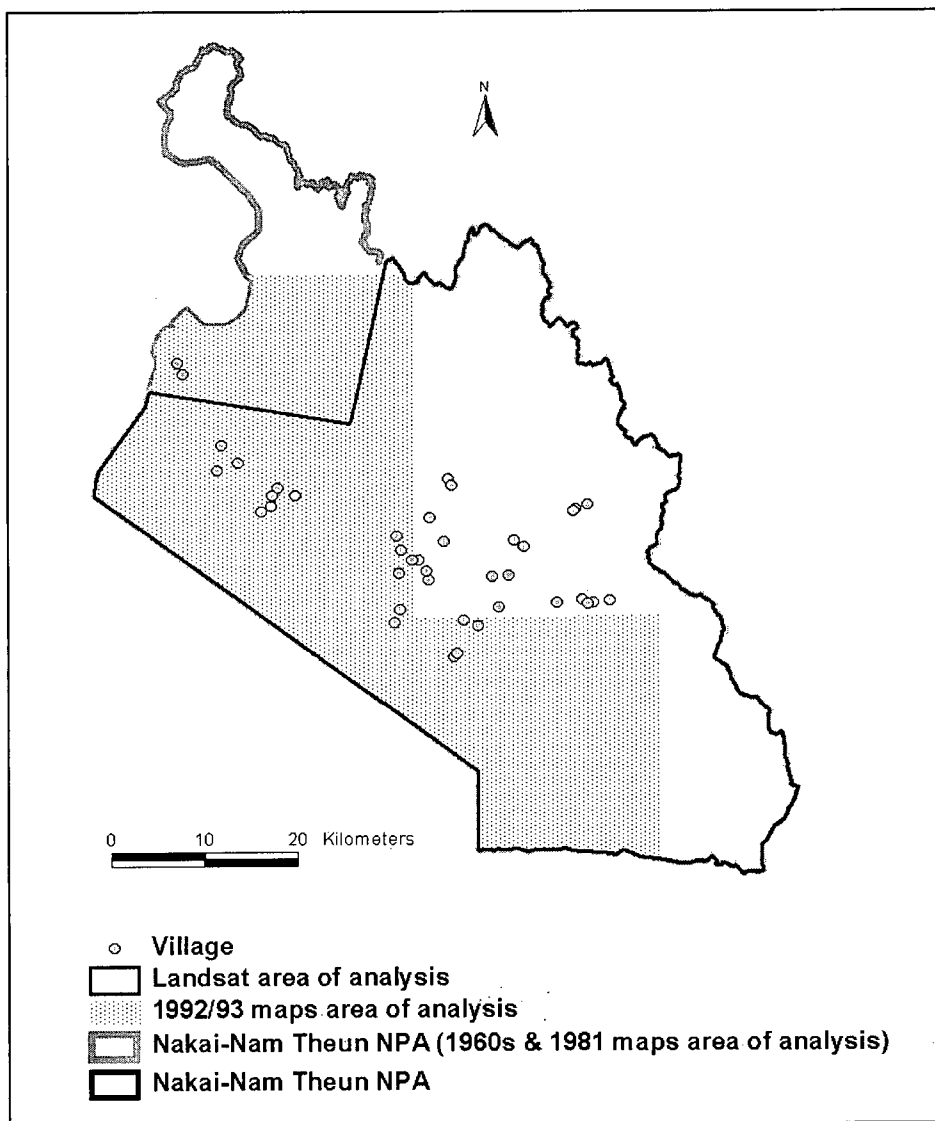 N
0 10 20 Kilometers
Village
Landsat area of analysis
1992/93 maps area of analysis
Nakai-Nam Theun NPA (1960s & 1981 maps area of analysis)
Nakai-Nam Theun NPA